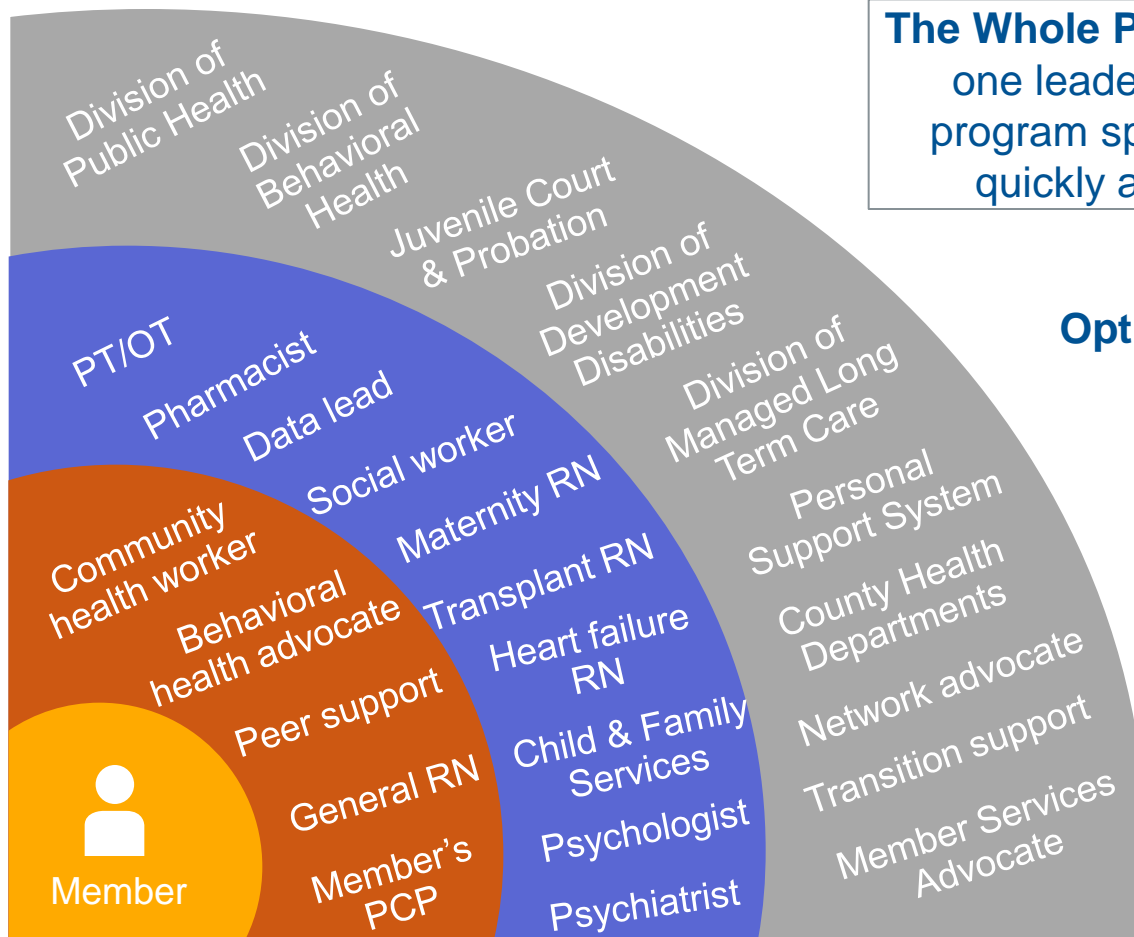 The Whole P
one leade
program sp
quickly a
Opt
Division of
Public Health
Division of
Behavioral
Health
Juvenile Court
& Probation
Division of
Development
Disabilities
Division of
Managed Long
Term Care
Personal
Support System
County Health
Departments
Network advocate
Transition support
Member Services
Advocate
PT/OT
Pharmacist
Data lead
Social worker
Maternity RN
Transplant RN
Heart failure
RN
Child & Family
Services
Psychologist
Psychiatrist
Community
health worker
Behavioral
health advocate
Peer support
General RN
Member’s
PCP
Member